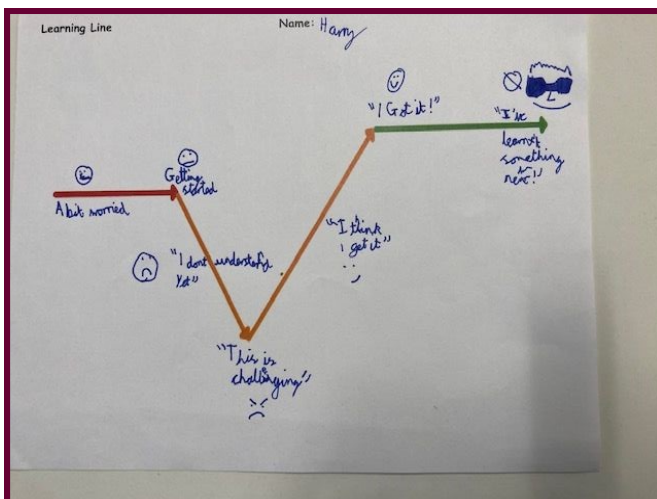 Learning Line
Name: Harry
A bit worried
Getting
started
"I dont understand
Yet"
"This is
challenging"
"I think
I get it"
"I Got it!"
"I've
Learnt
something
new!"